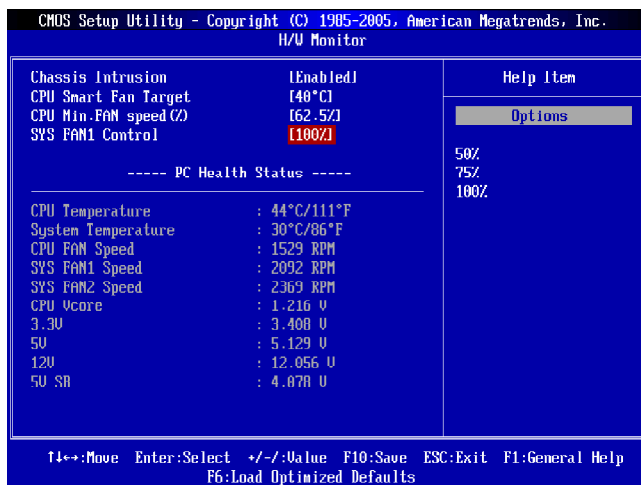 CMOS Setup Utility - Copyright (C) 1985-2005, American Megatrends, Inc.
H/W Monitor
Chassis Intrusion [Enabled]
CPU Smart Fan Target [40°C]
CPU Min.FAN speed(%) [62.5%]
SYS FAN1 Control [100%]
----- PC Health Status -----
CPU Temperature : 44°C/111°F
System Temperature : 30°C/86°F
CPU FAN Speed : 1529 RPM
SYS FAN1 Speed : 2092 RPM
SYS FAN2 Speed : 2369 RPM
CPU Vcore : 1.216 V
3.3V : 3.408 V
5V : 5.129 V
12V : 12.056 V
5V SB : 4.878 V
Help Item
Options
50%
75%
100%
↑↓←→:Move Enter:Select +/-/:Value F10:Save ESC:Exit F1:General Help
F6:Load Optimized Defaults